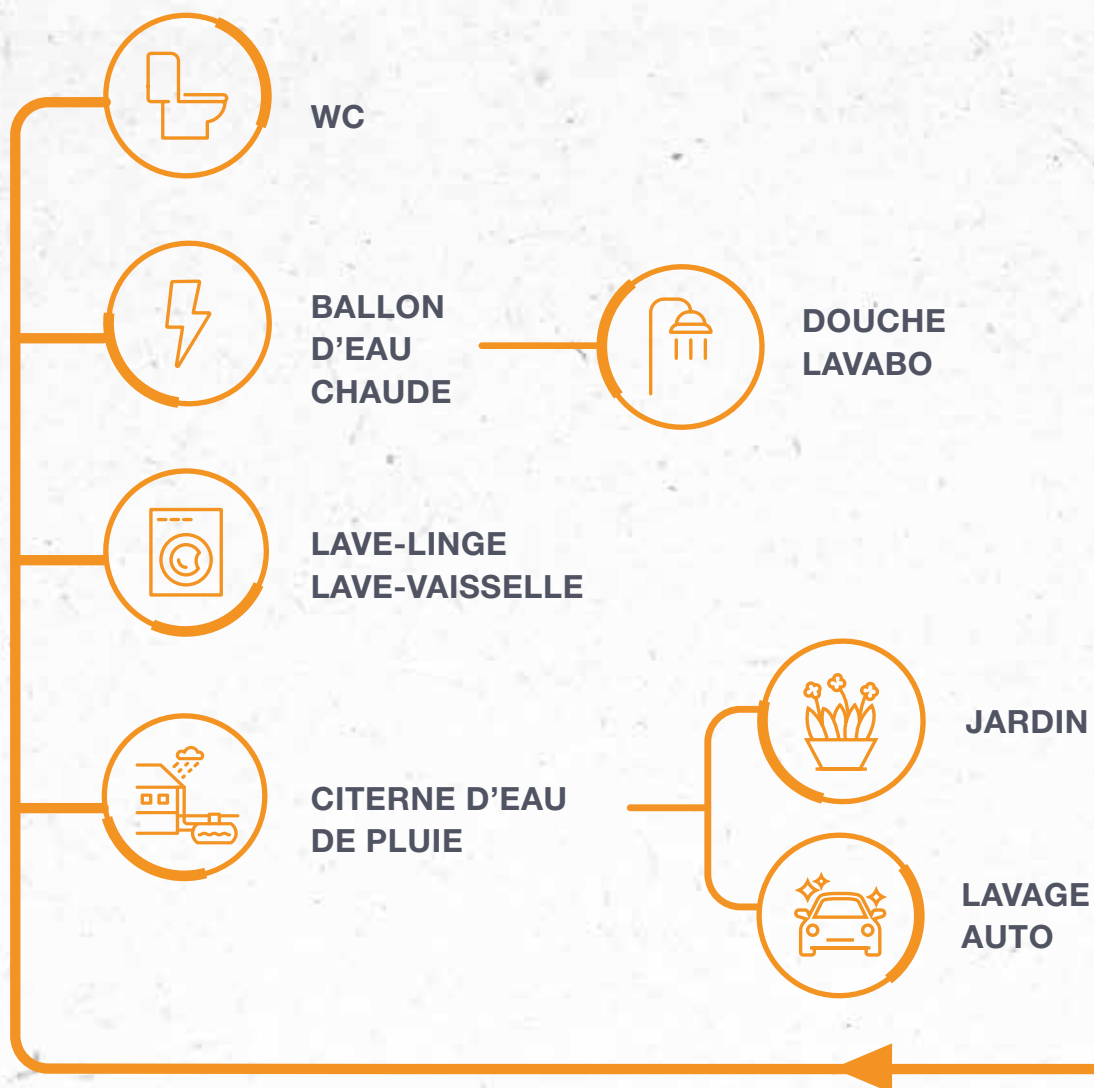 WC
BALLON
D’EAU
CHAUDE
DOUCHE
LAVABO
LAVE-LINGE
LAVE-VAISSELLE
CITERNE D’EAU
DE PLUIE
JARDIN
LAVAGE
AUTO